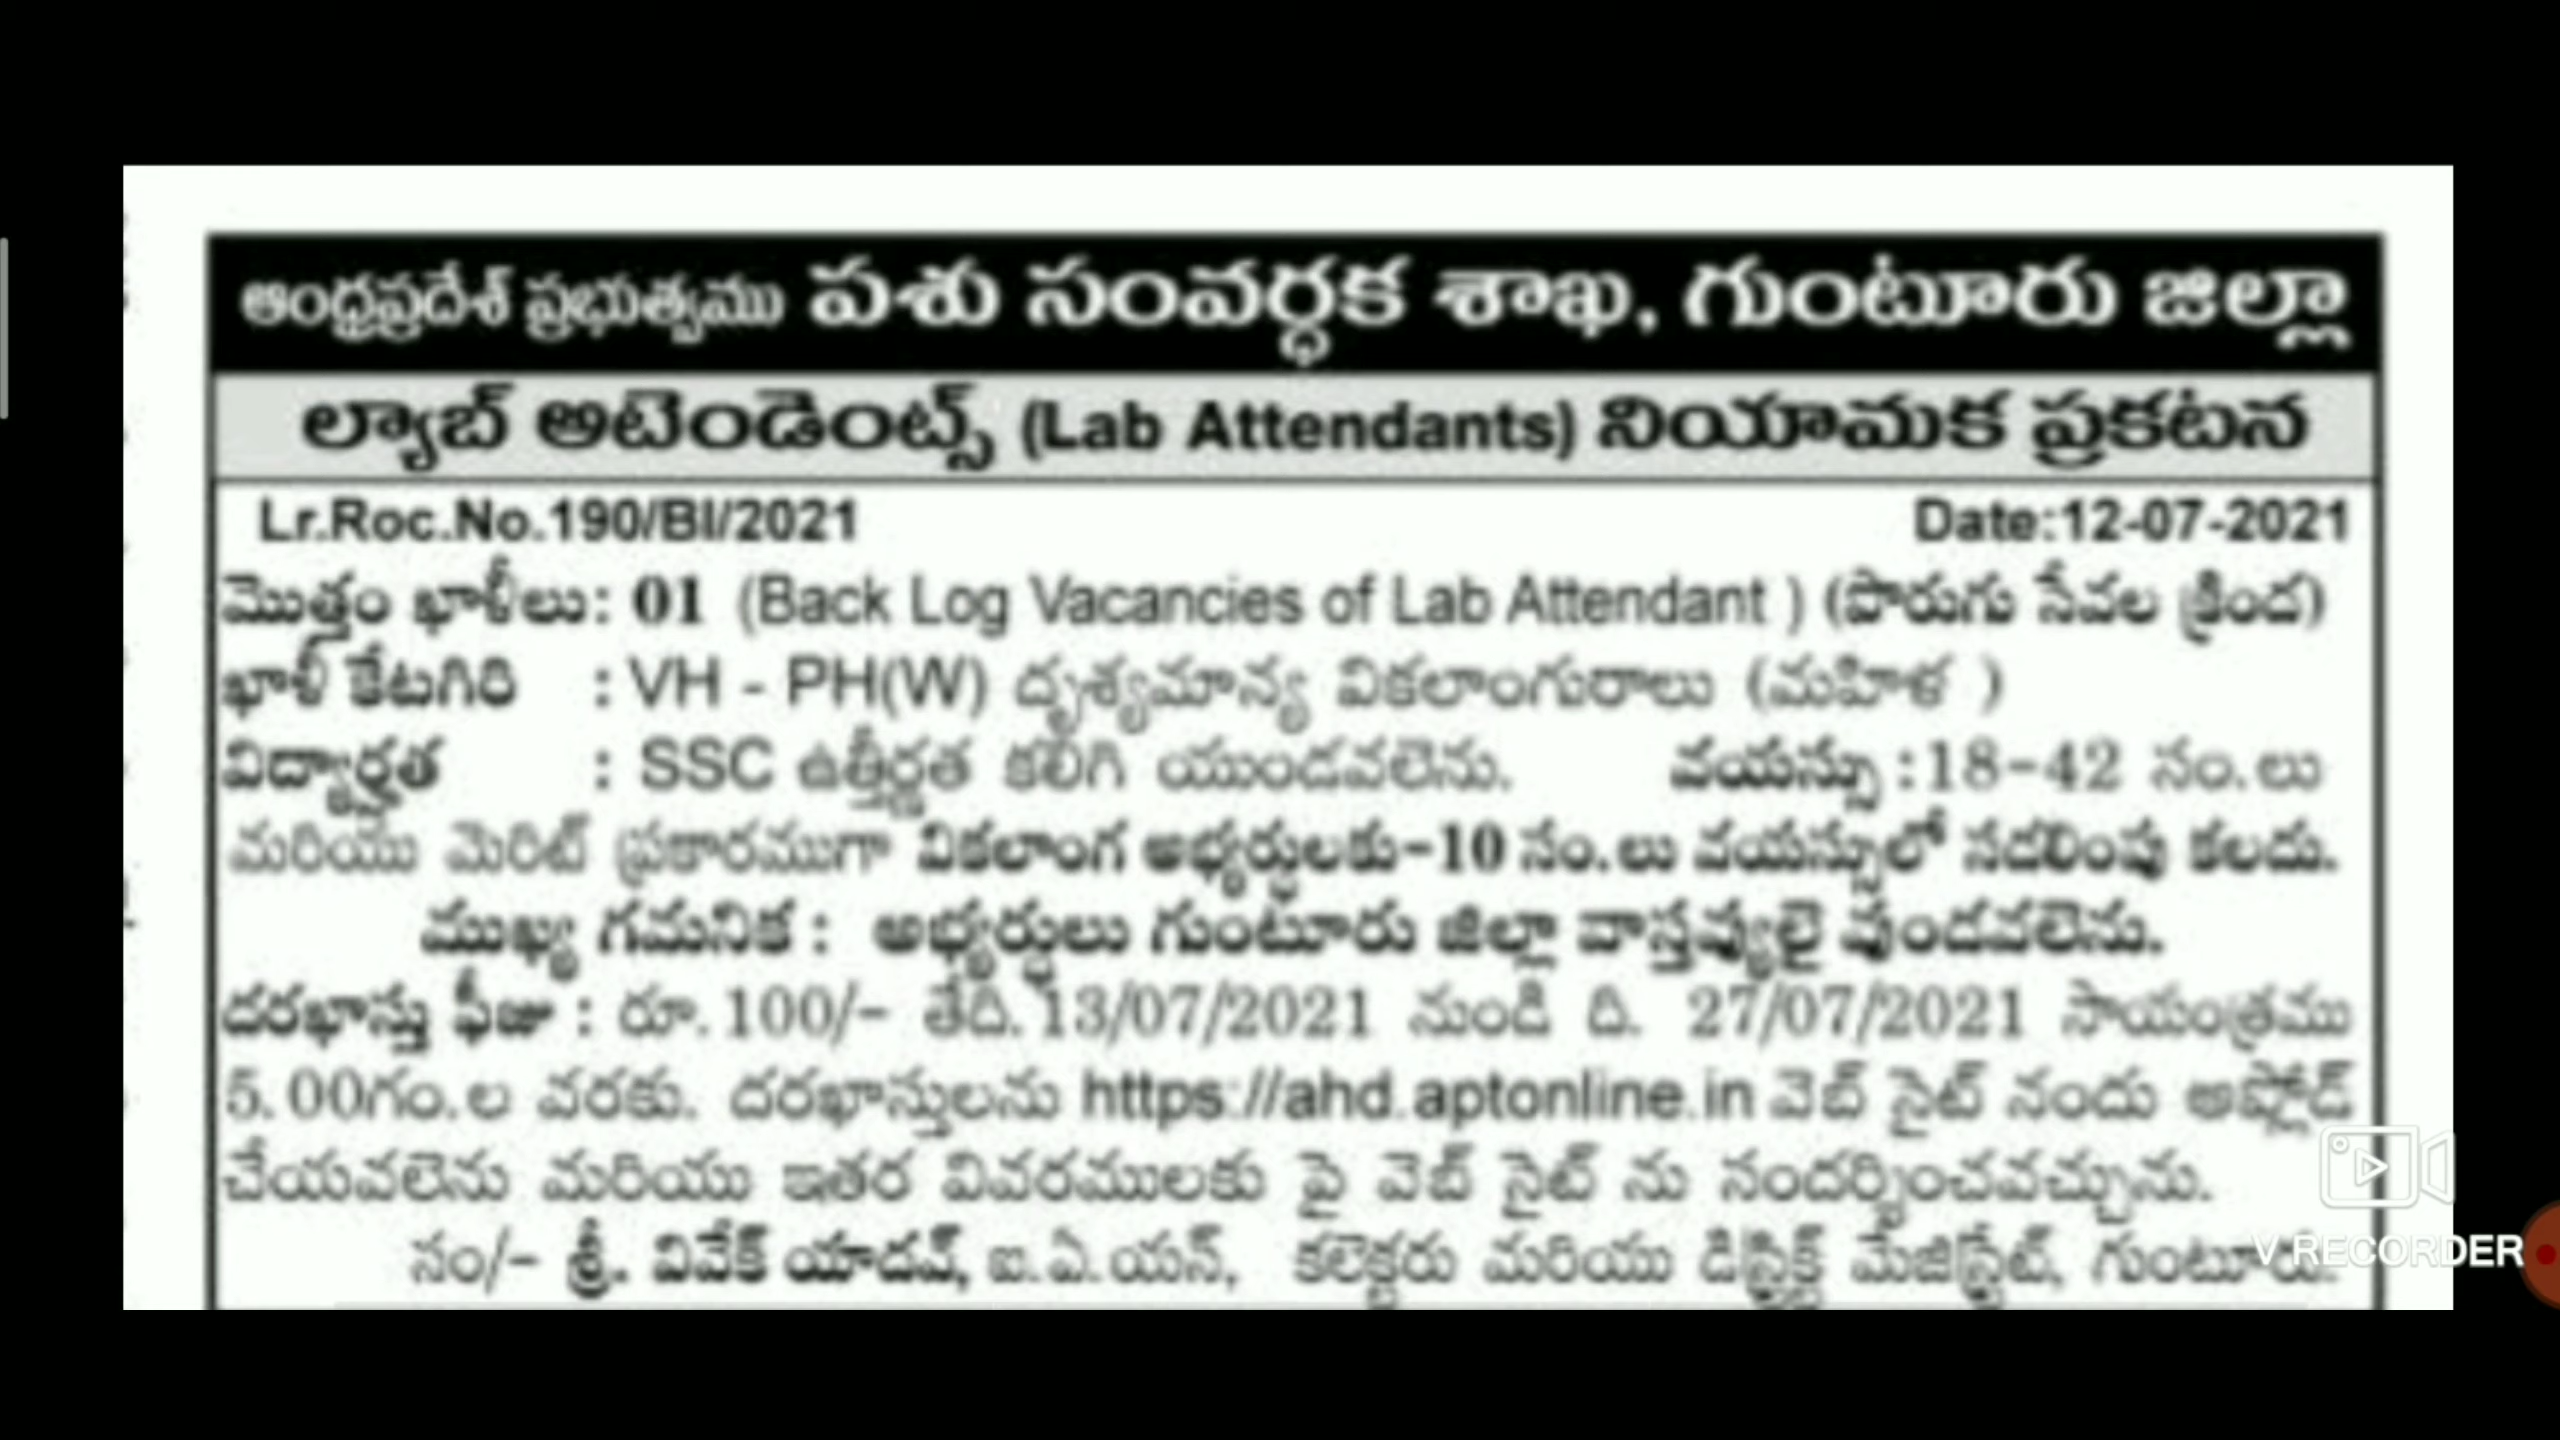 ఆంధ్రప్రదేశ్ ప్రభుత్వము పశు సంవర్ధక శాఖ, గుంటూరు జిల్లా
ల్యాబ్ అటెండెంట్స్ (Lab Attendants) నియామక ప్రకటన
Lr.Roc.No.190/BI/2021 Date:12-07-2021
మొత్తం ఖాళీలు: 01 (Back Log Vacancies of Lab Attendant ) (పొరుగు సేవల క్రింద)
ఖాళీ కేటగిరి : VH - PH(W) దృశ్యమాన్య వికలాంగురాలు (మహిళ )
విద్యార్హత : SSC ఉత్తీర్ణత కలిగి యుండవలెను. వయస్సు :18-42 సం.లు
మరియు మెరిట్ ప్రకారముగా వికలాంగ అభ్యర్థులకు-10 సం.లు వయస్సులో సడలింపు కలదు.
ముఖ్య గమనిక : అభ్యర్థులు గుంటూరు జిల్లా వాస్తవ్యులై వుండవలెను.
దరఖాస్తు ఫీజు : రూ.100/- తేది.13/07/2021 నుండి ది. 27/07/2021 సాయంత్రము
5.00గం.ల వరకు. దరఖాస్తులను https://ahd.aptonline.in వెబ్ సైట్ నందు అప్లోడ్
చేయవలెను మరియు ఇతర వివరములకు పై వెబ్ సైట్ ను సందర్శించవచ్చును.
సం/- శ్రీ. వివేక్ యాదవ్, ఐ.ఏ.యస్, కలెక్టరు మరియు డిస్ట్రిక్ట్ మేజిస్ట్రేట్, గుంటూరు.
V RECORDER